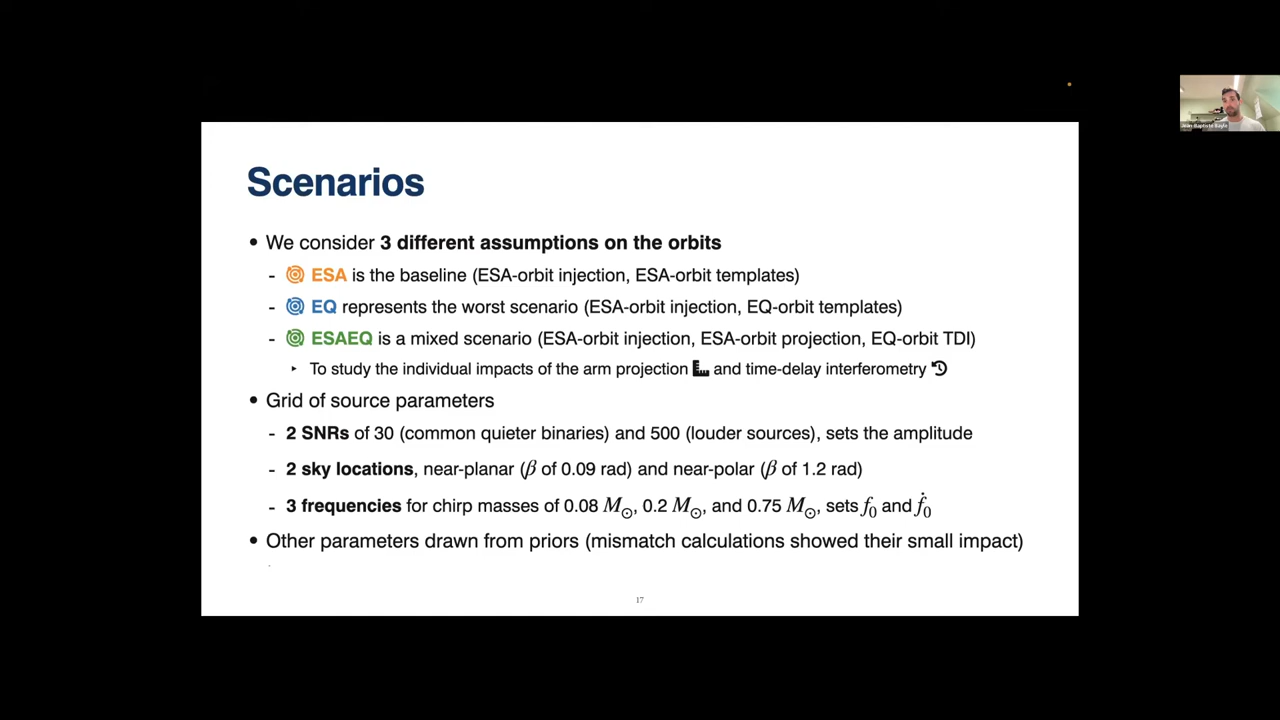 Scenarios
• We consider 3 different assumptions on the orbits
- ESA is the baseline (ESA-orbit injection, ESA-orbit templates)
- EQ represents the worst scenario (ESA-orbit injection, EQ-orbit templates)
- ESAEQ is a mixed scenario (ESA-orbit injection, ESA-orbit projection, EQ-orbit TDI)
‣ To study the individual impacts of the arm projection and time-delay interferometry
• Grid of source parameters
- 2 SNRs of 30 (common quieter binaries) and 500 (louder sources), sets the amplitude
- 2 sky locations, near-planar (β of 0.09 rad) and near-polar (β of 1.2 rad)
- 3 frequencies for chirp masses of 0.08 M⊙, 0.2 M⊙, and 0.75 M⊙, sets f₀ and ḟ₀
• Other parameters drawn from priors (mismatch calculations showed their small impact)
17
Jean-Baptiste Bayle